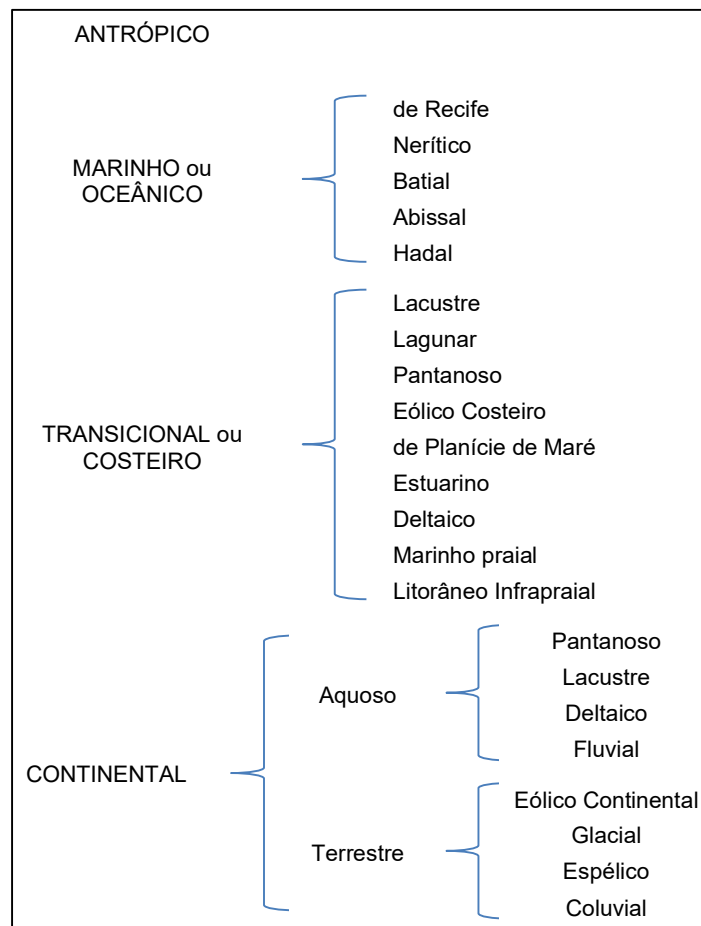 ANTRÓPICO
MARINHO ou
OCEÂNICO
de Recife
Nerítico
Batial
Abissal
Hadal
TRANSICIONAL ou
COSTEIRO
Lacustre
Lagunar
Pantanoso
Eólico Costeiro
de Planície de Maré
Estuarino
Deltaico
Marinho praial
Litorâneo Infrapraial
CONTINENTAL
Aquoso
Pantanoso
Lacustre
Deltaico
Fluvial
Terrestre
Eólico Continental
Glacial
Espélico
Coluvial